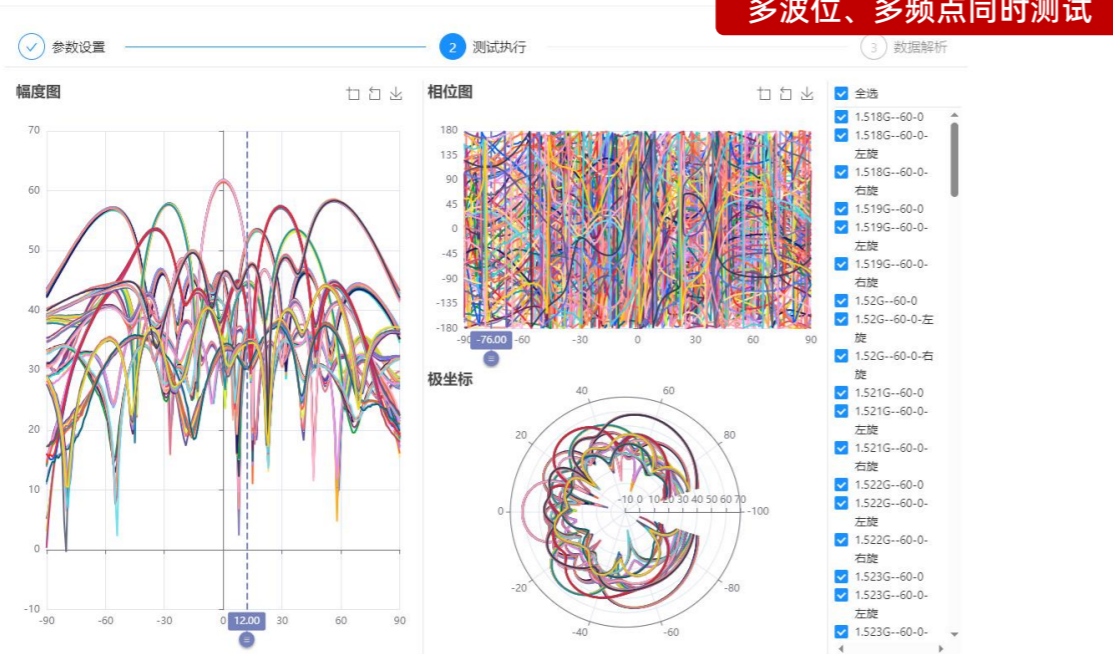 多波位、多频点同时测试
参数设置
2
测试执行
3
数据解析
幅度图
70
60
50
40
30
20
10
0
-10
-90
-60
-30
0
12.00
30
60
90
相位图
180
135
90
45
0
-45
-90
-135
-180
-90
-76.00
-60
-30
0
30
60
90
极坐标
40
60
20
80
0
-10 0 10 20 30 40 50 60 70
-100
-20
-80
-40
-60
全选
1.518G--60-0
1.518G--60-0-
左旋
1.518G--60-0-
右旋
1.519G--60-0
1.519G--60-0-
左旋
1.519G--60-0-
右旋
1.52G--60-0
1.52G--60-0-左
旋
1.52G--60-0-右
旋
1.521G--60-0
1.521G--60-0-
左旋
1.521G--60-0-
右旋
1.522G--60-0
1.522G--60-0-
左旋
1.522G--60-0-
右旋
1.523G--60-0
1.523G--60-0-
左旋
1.523G--60-0-